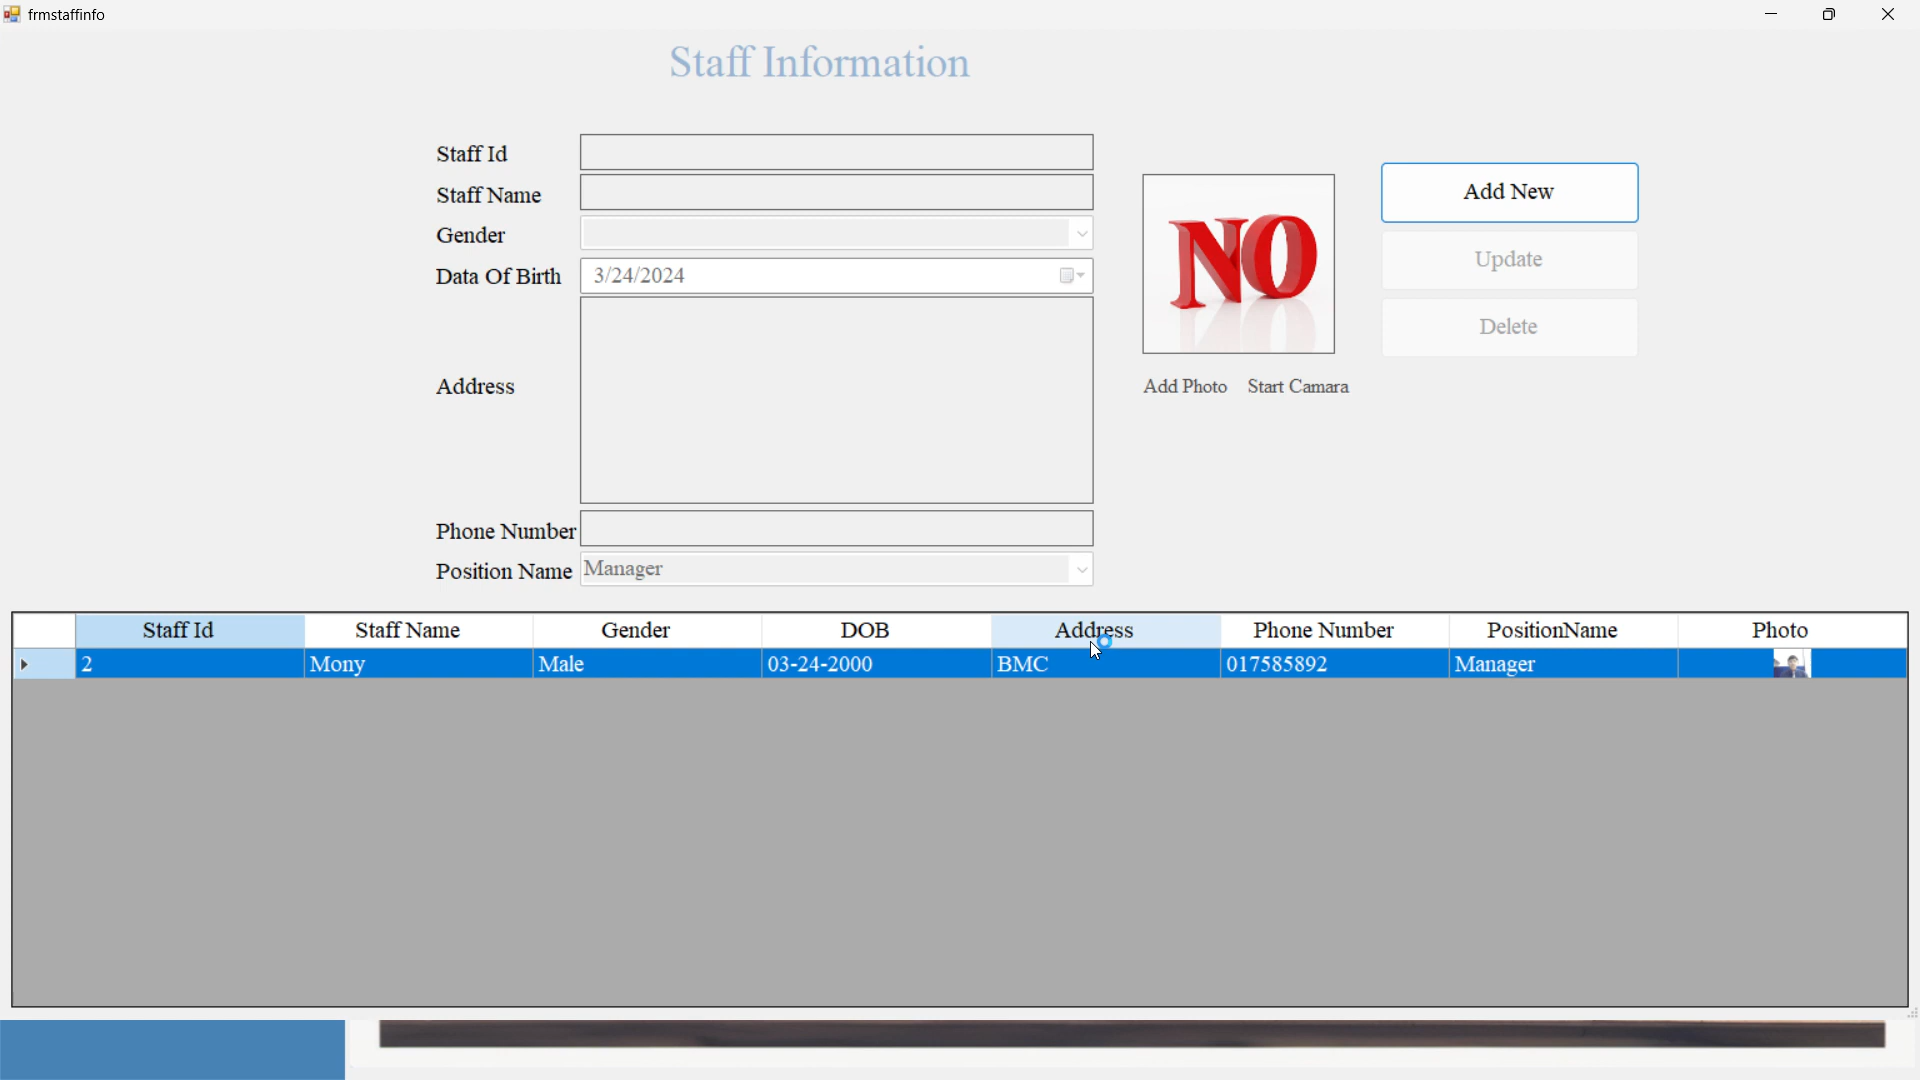 frmstaffinfo
Staff Information
Staff Id
Staff Name
Gender
Data Of Birth 3/24/2024
Address
Phone Number
Position Name Manager
NO
Add Photo Start Camara
Add New
Update
Delete
Staff Id Staff Name Gender DOB Address Phone Number PositionName Photo
2 Mony Male 03-24-2000 BMC 017585892 Manager